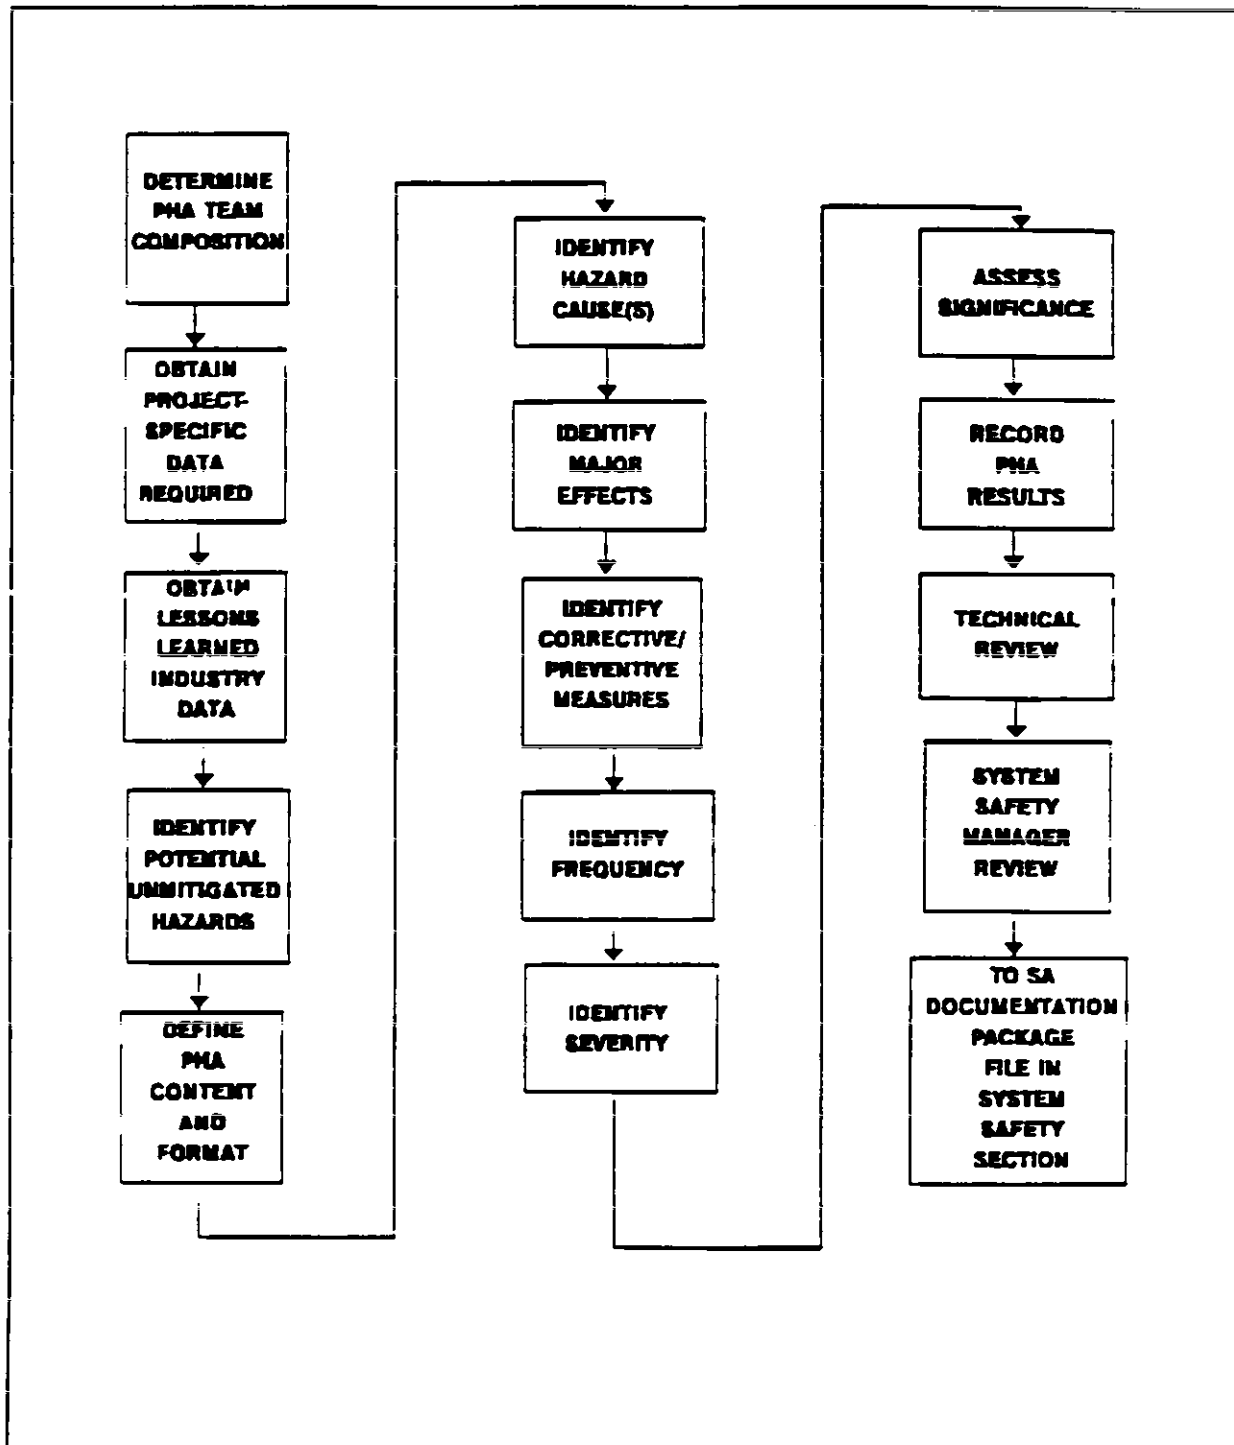 DETERMINE
PHA TEAM
COMPOSITION
OBTAIN
PROJECT-
SPECIFIC
DATA
REQUIRED
OBTAIN
LESSONS
LEARNED
INDUSTRY
DATA
IDENTIFY
POTENTIAL
UNMITIGATED
HAZARDS
DEFINE
PHA
CONTENT
AND
FORMAT
IDENTIFY
HAZARD
CAUSE(S)
IDENTIFY
MAJOR
EFFECTS
IDENTIFY
CORRECTIVE/
PREVENTIVE
MEASURES
IDENTIFY
FREQUENCY
IDENTIFY
SEVERITY
ASSESS
SIGNIFICANCE
RECORD
PHA
RESULTS
TECHNICAL
REVIEW
SYSTEM
SAFETY
MANAGER
REVIEW
TO SA
DOCUMENTATION
PACKAGE
FILE IN
SYSTEM
SAFETY
SECTION